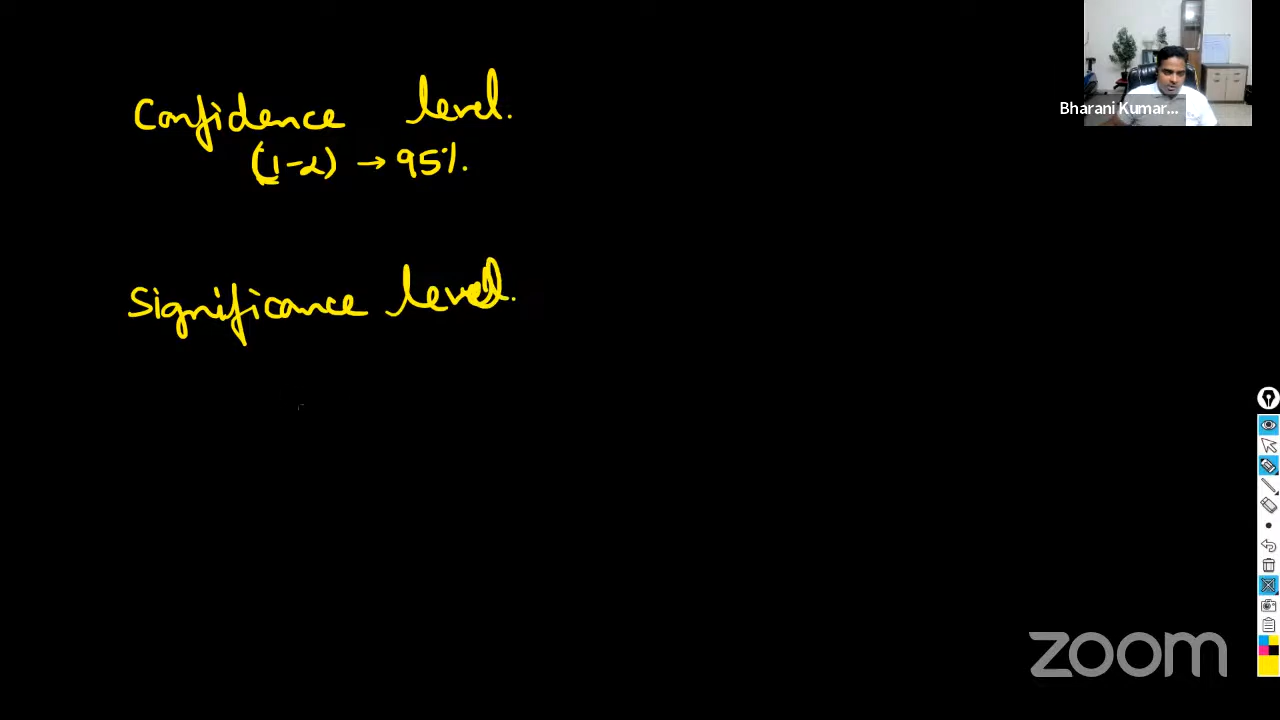 Confidence level.
(1-α) → 95%.
Significance level.
Bharani Kumar...
zoom